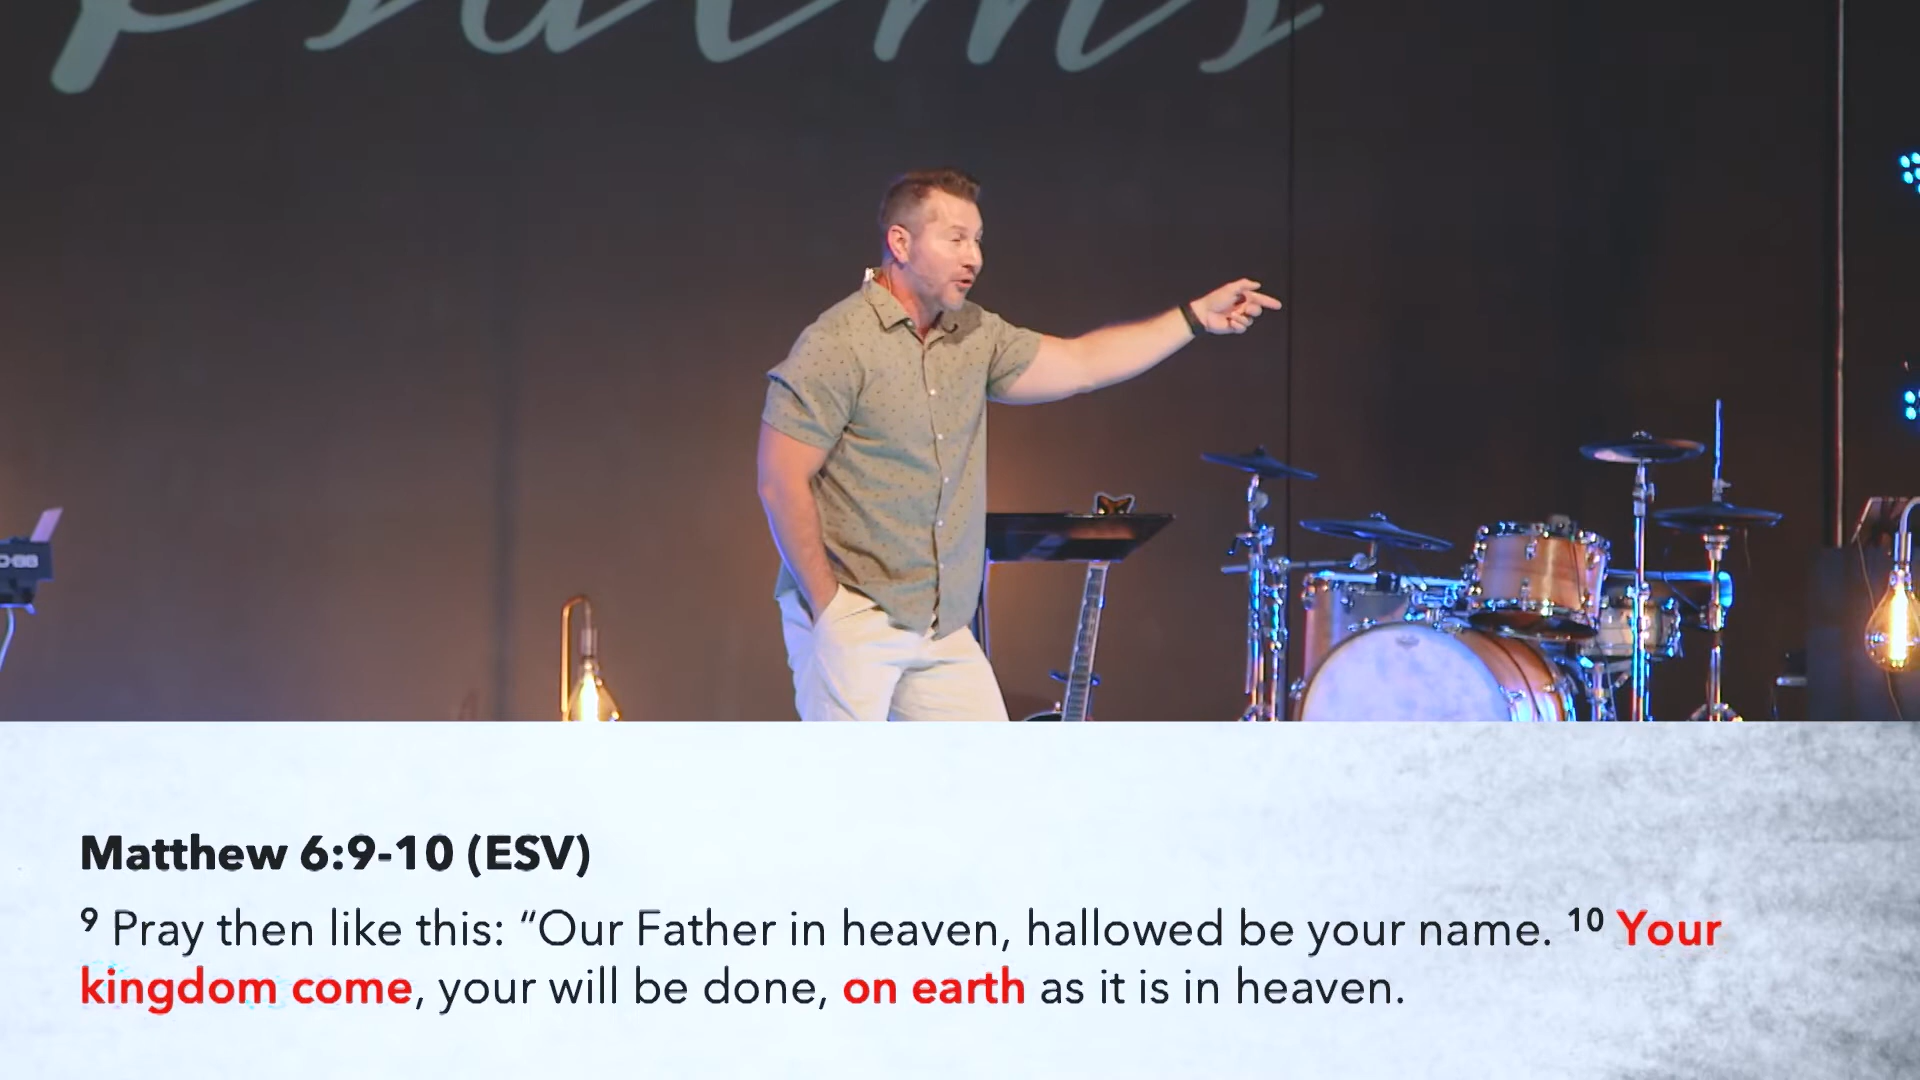 Psalms
Matthew 6:9-10 (ESV)
9 Pray then like this: “Our Father in heaven, hallowed be your name. 10 Your
kingdom come, your will be done, on earth as it is in heaven.